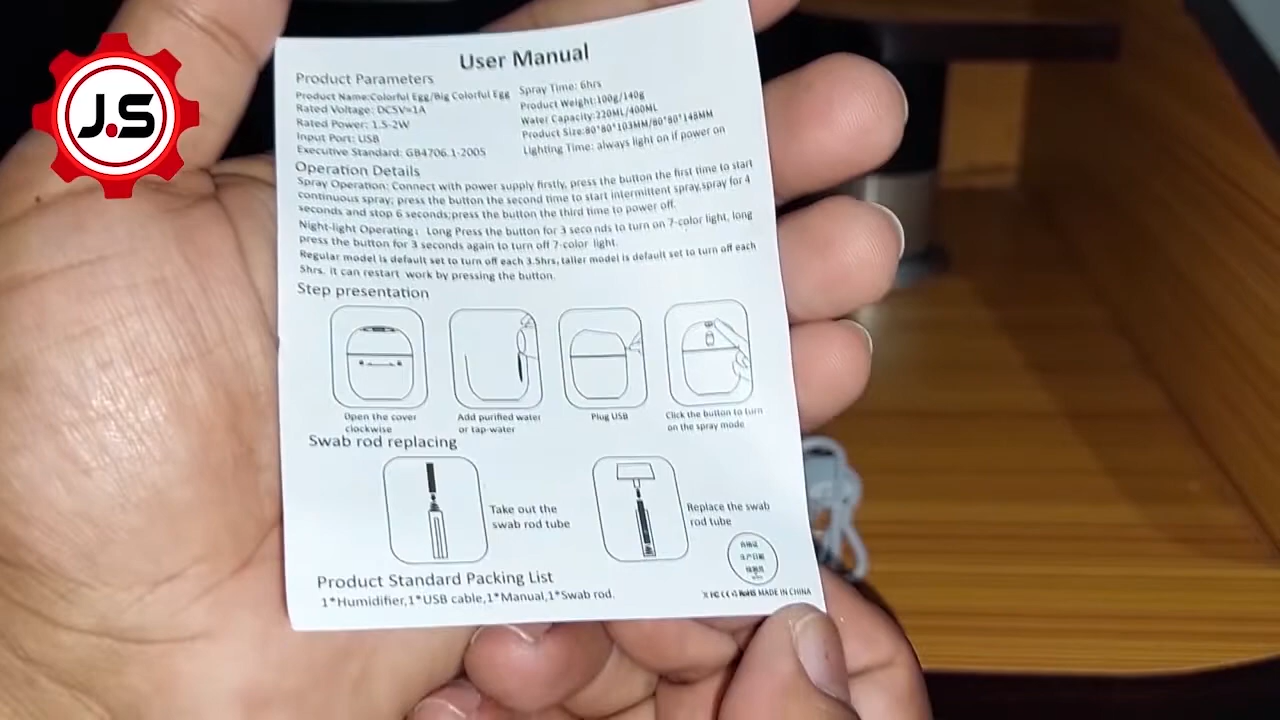 J.S
User Manual
Product Parameters
Product Name:Colorful Egg/Big Colorful Egg
Rated Voltage: DC5V=1A
Rated Power: 1.5-2W
Input Port: USB
Executive Standard: GB4706.1-2005
Spray Time: 6hrs
Product Weight:100g/140g
Water Capacity:220ML/400ML
Product Size:80*80*103MM/80*80*148MM
Lighting Time: always light on if power on
Operation Details
Spray Operation: Connect with power supply firstly, press the button the first time to start
continuous spray; press the button the second time to start intermittent spray,spray for 4
seconds and stop 6 seconds;press the button the third time to power off.
Night-light Operating: Long Press the button for 3 seconds to turn on 7-color light, long
press the button for 3 seconds again to turn off 7-color light.
Regular model is default set to turn off each 3.5hrs, taller model is default set to turn off each
5hrs. it can restart work by pressing the button.
Step presentation
Open the cover
clockwise
Add purified water
or tap-water
Plug USB
Click the button to turn
on the spray mode
Swab rod replacing
Take out the
swab rod tube
Replace the swab
rod tube
Product Standard Packing List
1*Humidifier,1*USB cable,1*Manual,1*Swab rod.
FC CE RoHS MADE IN CHINA